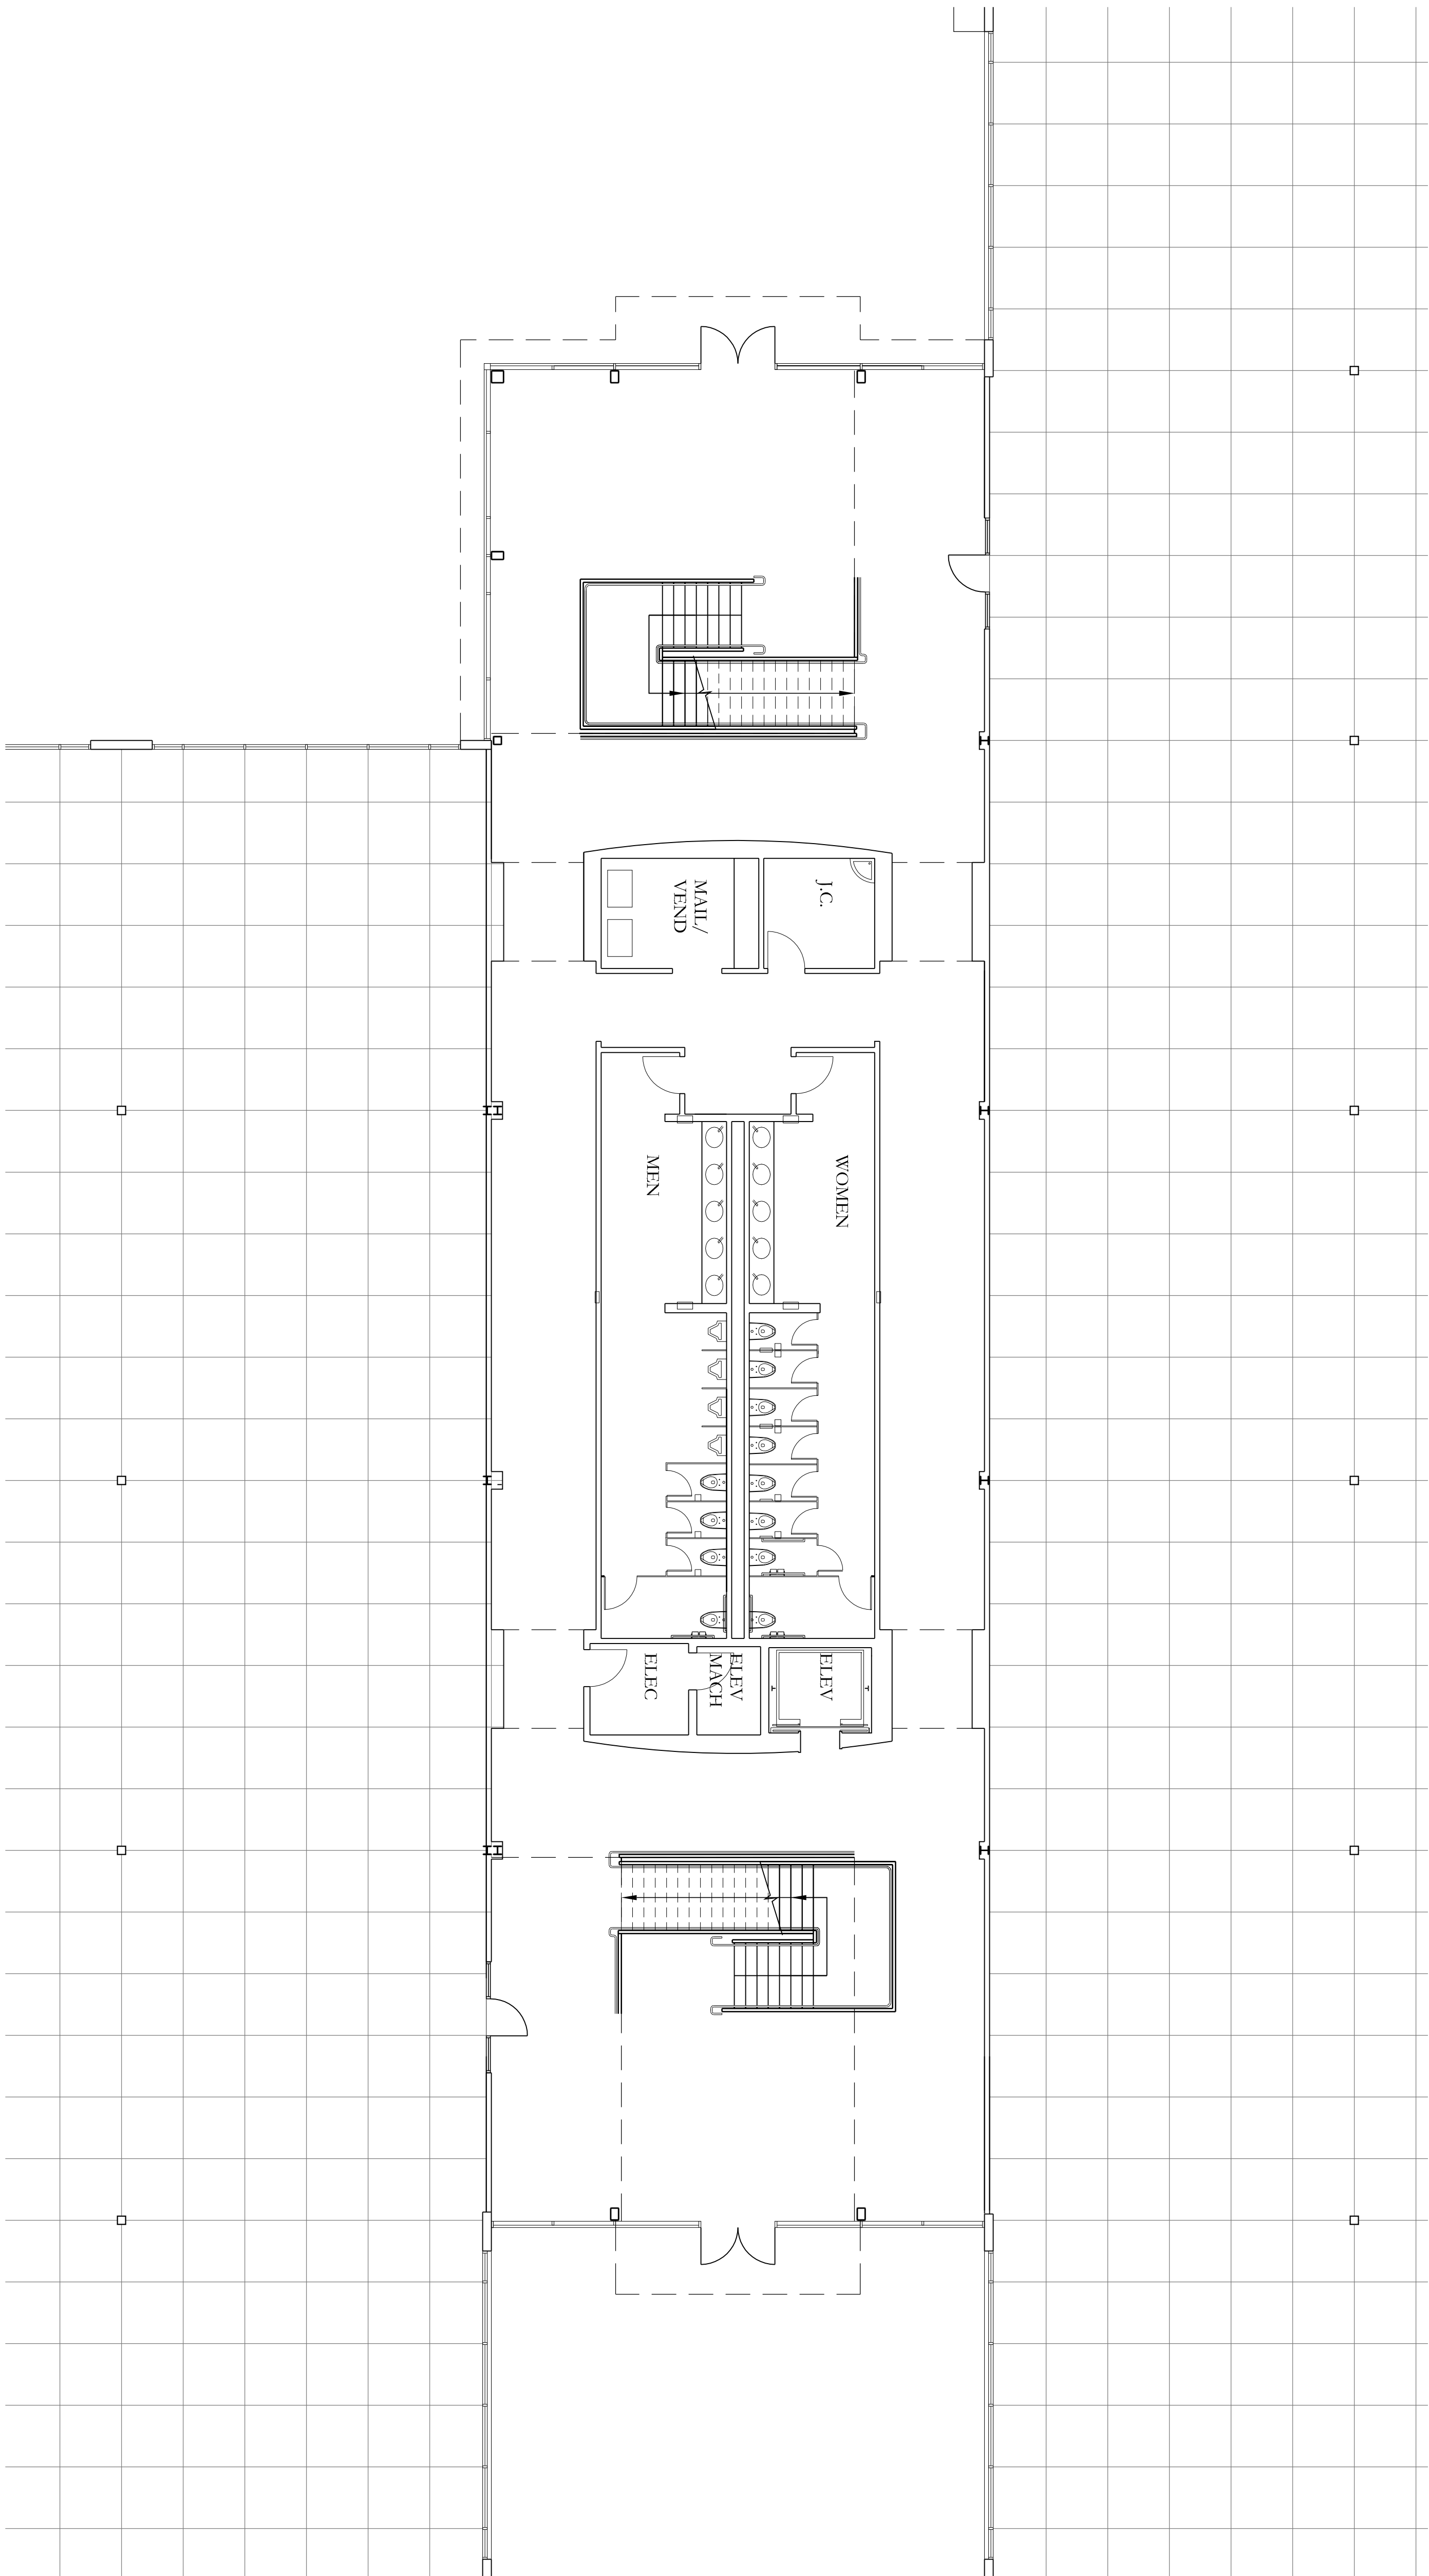 MAIL/
VEND
J.C.
MEN
WOMEN
ELEC
ELEV
MACH
ELEV